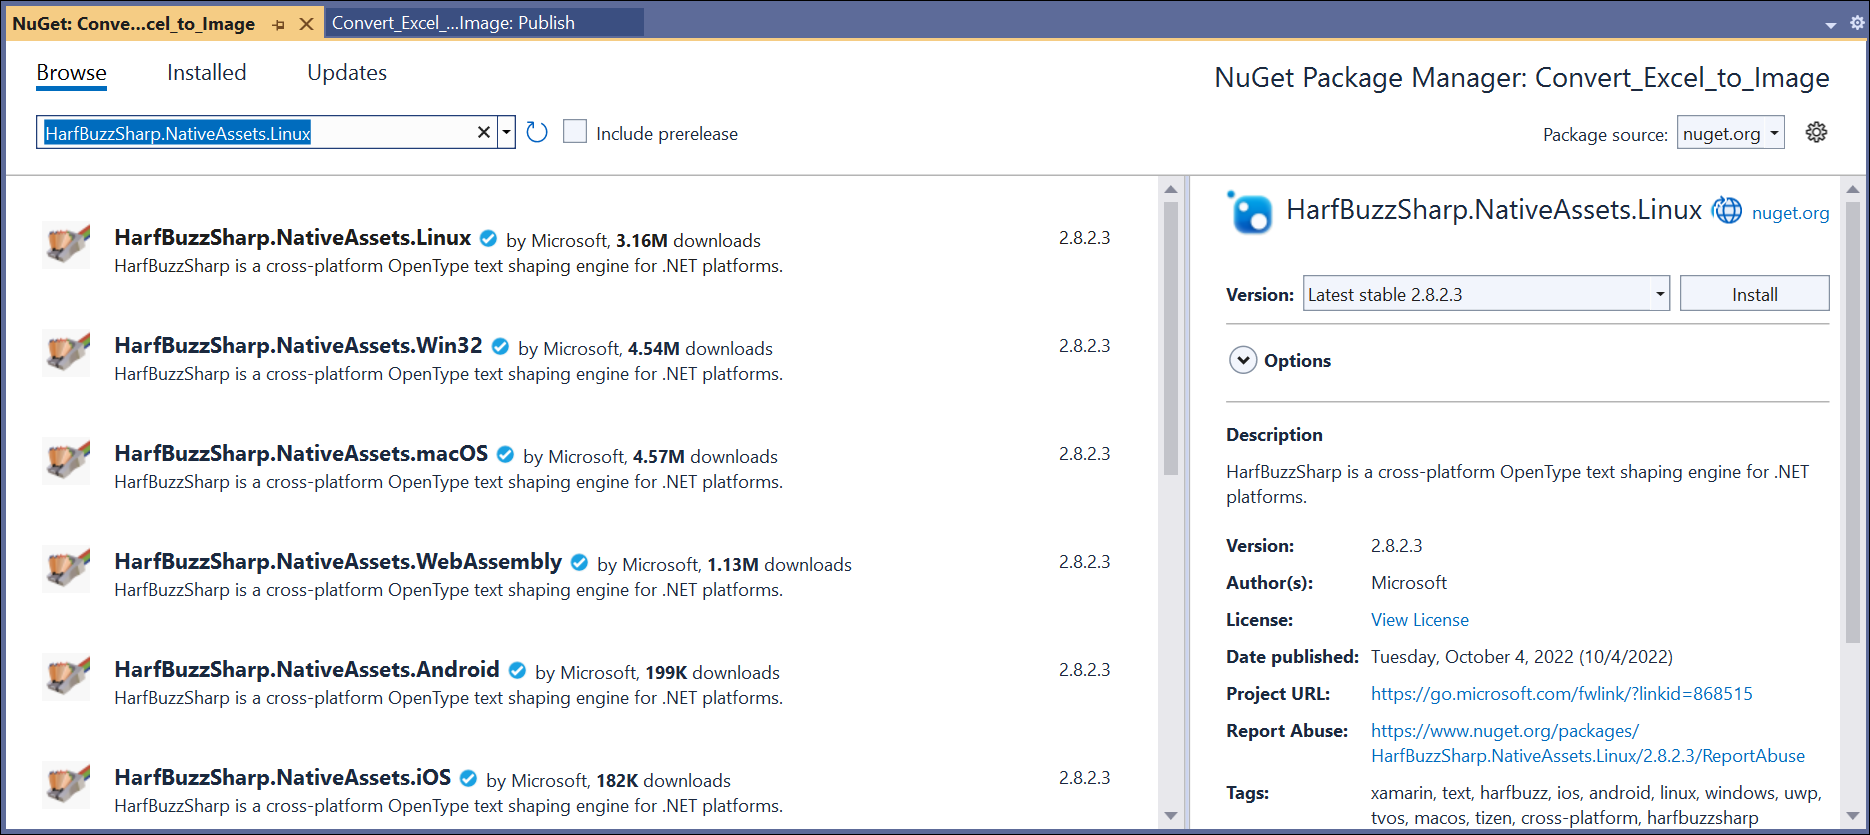 NuGet: Conve...cel_to_Image
Convert_Excel_...Image: Publish
Browse
Installed
Updates
NuGet Package Manager: Convert_Excel_to_Image
HarfBuzzSharp.NativeAssets.Linux
Include prerelease
Package source:
nuget.org
HarfBuzzSharp.NativeAssets.Linux by Microsoft, 3.16M downloads 2.8.2.3
HarfBuzzSharp is a cross-platform OpenType text shaping engine for .NET platforms.
HarfBuzzSharp.NativeAssets.Win32 by Microsoft, 4.54M downloads 2.8.2.3
HarfBuzzSharp is a cross-platform OpenType text shaping engine for .NET platforms.
HarfBuzzSharp.NativeAssets.macOS by Microsoft, 4.57M downloads 2.8.2.3
HarfBuzzSharp is a cross-platform OpenType text shaping engine for .NET platforms.
HarfBuzzSharp.NativeAssets.WebAssembly by Microsoft, 1.13M downloads 2.8.2.3
HarfBuzzSharp is a cross-platform OpenType text shaping engine for .NET platforms.
HarfBuzzSharp.NativeAssets.Android by Microsoft, 199K downloads 2.8.2.3
HarfBuzzSharp is a cross-platform OpenType text shaping engine for .NET platforms.
HarfBuzzSharp.NativeAssets.iOS by Microsoft, 182K downloads 2.8.2.3
HarfBuzzSharp is a cross-platform OpenType text shaping engine for .NET platforms.
HarfBuzzSharp.NativeAssets.Linux
nuget.org
Version: Latest stable 2.8.2.3
Install
Options
Description
HarfBuzzSharp is a cross-platform OpenType text shaping engine for .NET
platforms.
Version: 2.8.2.3
Author(s): Microsoft
License: View License
Date published: Tuesday, October 4, 2022 (10/4/2022)
Project URL: https://go.microsoft.com/fwlink/?linkid=868515
Report Abuse: https://www.nuget.org/packages/
HarfBuzzSharp.NativeAssets.Linux/2.8.2.3/ReportAbuse
Tags: xamarin, text, harfbuzz, ios, android, linux, windows, uwp,
tvos, macos, tizen, cross-platform, harfbuzzsharp